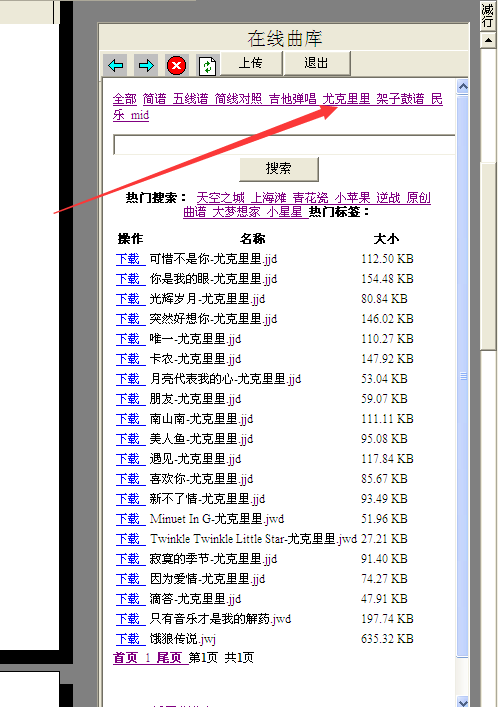 减行
在线曲库
上传 退出
全部 简谱 五线谱 简线对照 吉他弹唱 尤克里里 架子鼓谱 民
乐 mid
搜索
热门搜索： 天空之城 上海滩 青花瓷 小苹果 逆战 原创
曲谱 大梦想家 小星星 热门标签：
操作 名称 大小
下载 可惜不是你-尤克里里.jjd 112.50 KB
下载 你是我的眼-尤克里里.jjd 154.48 KB
下载 光辉岁月-尤克里里.jjd 80.84 KB
下载 突然好想你-尤克里里.jjd 146.02 KB
下载 唯一-尤克里里.jjd 110.27 KB
下载 卡农-尤克里里.jjd 147.92 KB
下载 月亮代表我的心-尤克里里.jjd 53.04 KB
下载 朋友-尤克里里.jjd 59.07 KB
下载 南山南-尤克里里.jjd 111.11 KB
下载 美人鱼-尤克里里.jjd 95.08 KB
下载 遇见-尤克里里.jjd 117.84 KB
下载 喜欢你-尤克里里.jjd 85.67 KB
下载 新不了情-尤克里里.jjd 93.49 KB
下载 Minuet In G-尤克里里.jwd 51.96 KB
下载 Twinkle Twinkle Little Star-尤克里里.jwd 27.21 KB
下载 寂寞的季节-尤克里里.jjd 91.40 KB
下载 因为爱情-尤克里里.jjd 74.27 KB
下载 滴答-尤克里里.jjd 47.91 KB
下载 只有音乐才是我的解药.jwd 197.74 KB
下载 饿狼传说.jwj 635.32 KB
首页 1 尾页 第1页 共1页